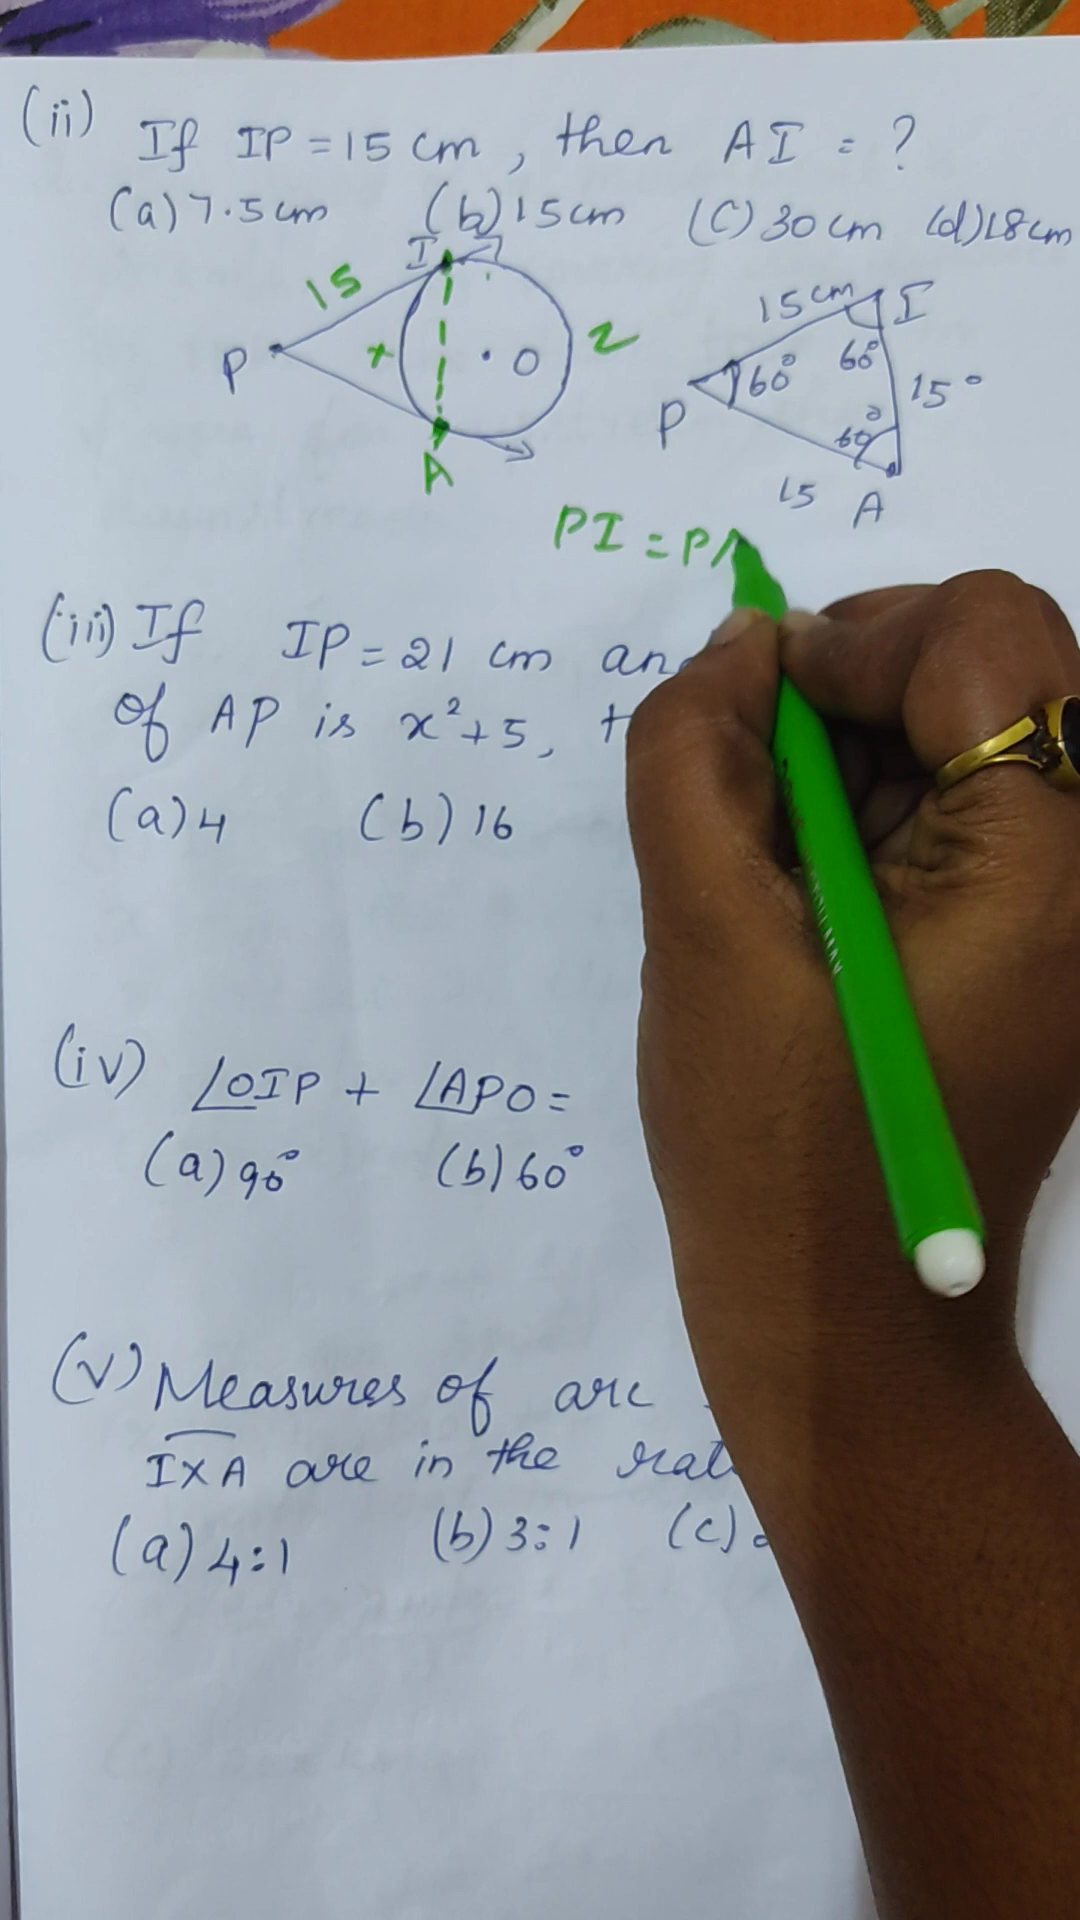 (ii) If IP = 15 cm, then AI = ?
(a) 7.5 cm (b) 15 cm (C) 30 cm (d) 18 cm
I
15
P
x
O
Z
A
15 cm I
60° 60°
P
15°
60°
15 A
PI = PA
(iii) If IP = 21 cm
of AP is x²+5,
(a) 4 (b) 16
(iv) ∠OIP + ∠APO =
(a) 90° (b) 60°
(v) Measures of arc
IXA are in the
(a) 4:1 (b) 3:1 (c)